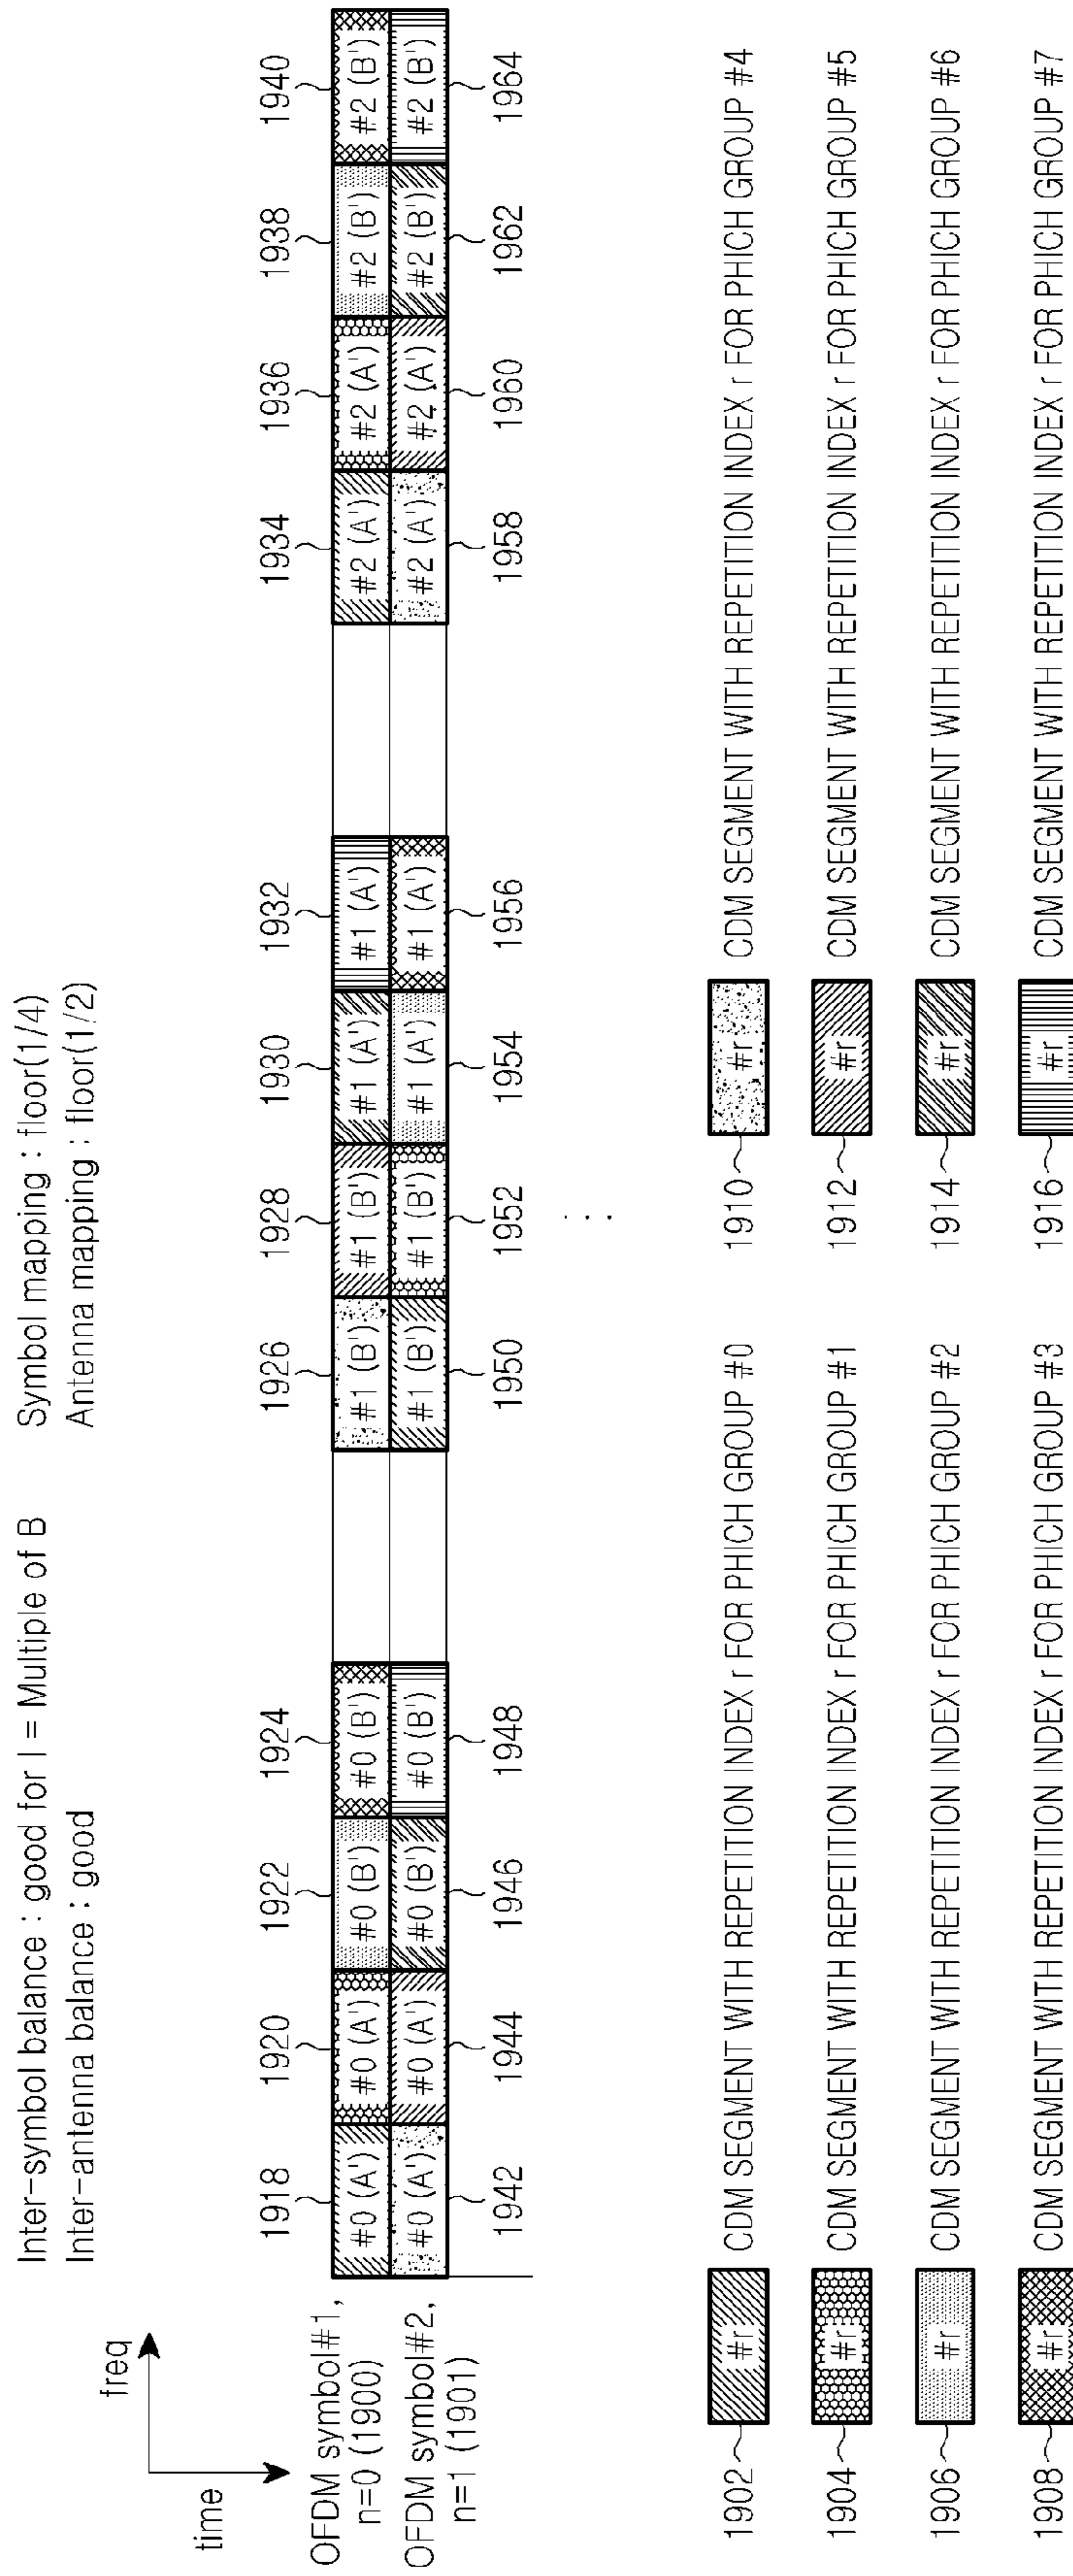 Inter-symbol balance : good for l = Multiple of B
Symbol mapping : floor(1/4)
Inter-antenna balance : good
Antenna mapping : floor(1/2)
freq
time
1918 1920 1922 1924 1926 1928 1930 1932 1934 1936 1938 1940
OFDM symbol#1,
n=0 (1900)
#0 (A') #0 (A') #0 (B') #0 (B') #1 (B') #1 (B') #1 (A') #1 (A') #2 (A') #2 (A') #2 (B') #2 (B')
OFDM symbol#2,
n=1 (1901)
#0 (A') #0 (A') #0 (B') #0 (B') #1 (B') #1 (B') #1 (A') #1 (A') #2 (A') #2 (A') #2 (B') #2 (B')
1942 1944 1946 1948 1950 1952 1954 1956 1958 1960 1962 1964
. . .
1902 #r CDM SEGMENT WITH REPETITION INDEX r FOR PHICH GROUP #0
1904 #r CDM SEGMENT WITH REPETITION INDEX r FOR PHICH GROUP #1
1906 #r CDM SEGMENT WITH REPETITION INDEX r FOR PHICH GROUP #2
1908 #r CDM SEGMENT WITH REPETITION INDEX r FOR PHICH GROUP #3
1910 #r CDM SEGMENT WITH REPETITION INDEX r FOR PHICH GROUP #4
1912 #r CDM SEGMENT WITH REPETITION INDEX r FOR PHICH GROUP #5
1914 #r CDM SEGMENT WITH REPETITION INDEX r FOR PHICH GROUP #6
1916 #r CDM SEGMENT WITH REPETITION INDEX r FOR PHICH GROUP #7